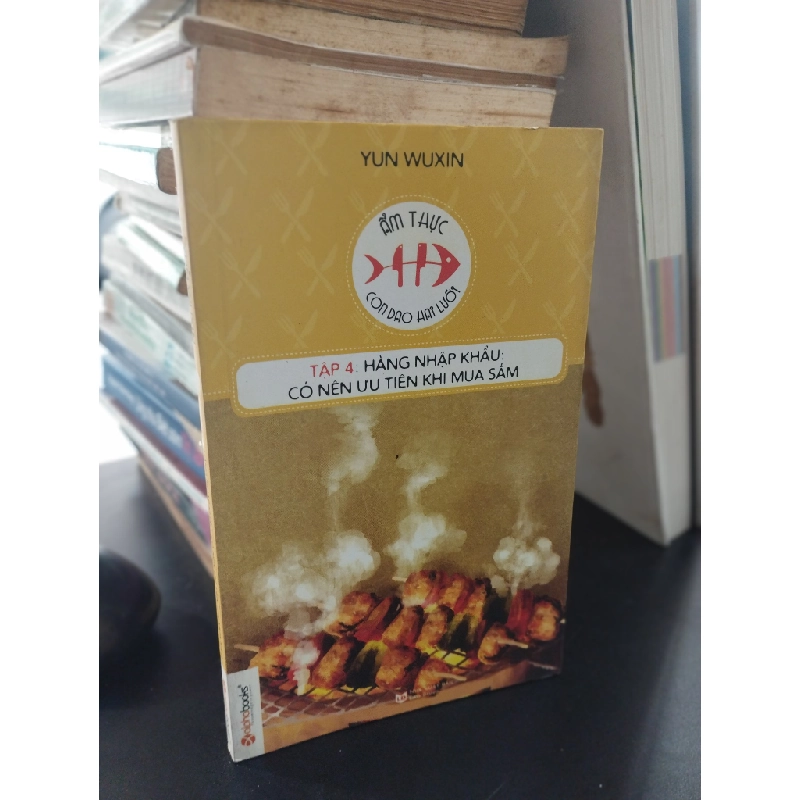 YUN WUXIN
ẨM THỰC
CON DAO HAI LƯỠI
TẬP 4. HÀNG NHẬP KHẨU:
CÓ NÊN ƯU TIÊN KHI MUA SẮM
alphabooks